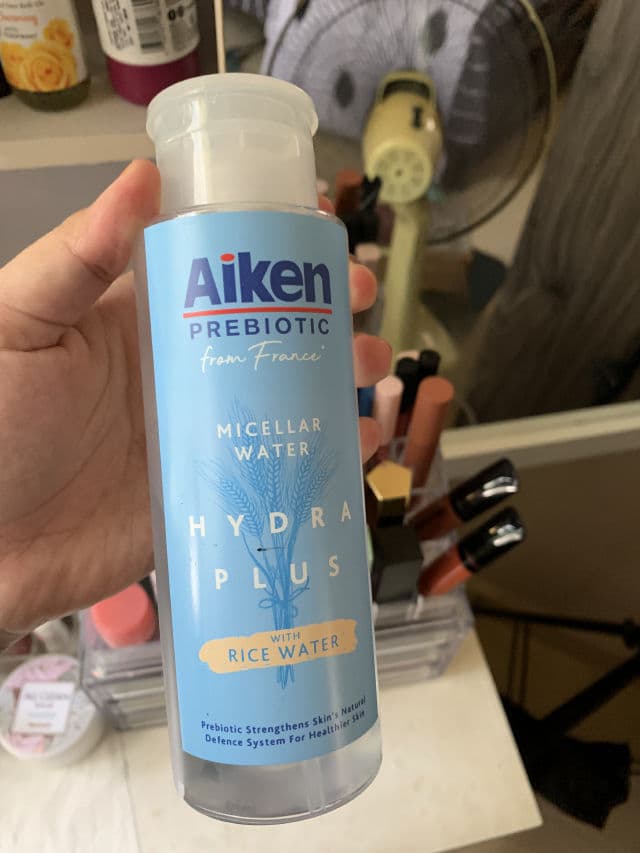 Aiken
PREBIOTIC
from France*
MICELLAR
WATER
HYDRA
PLUS
WITH
RICE WATER
Prebiotic Strengthens Skin's Natural
Defence System For Healthier Skin